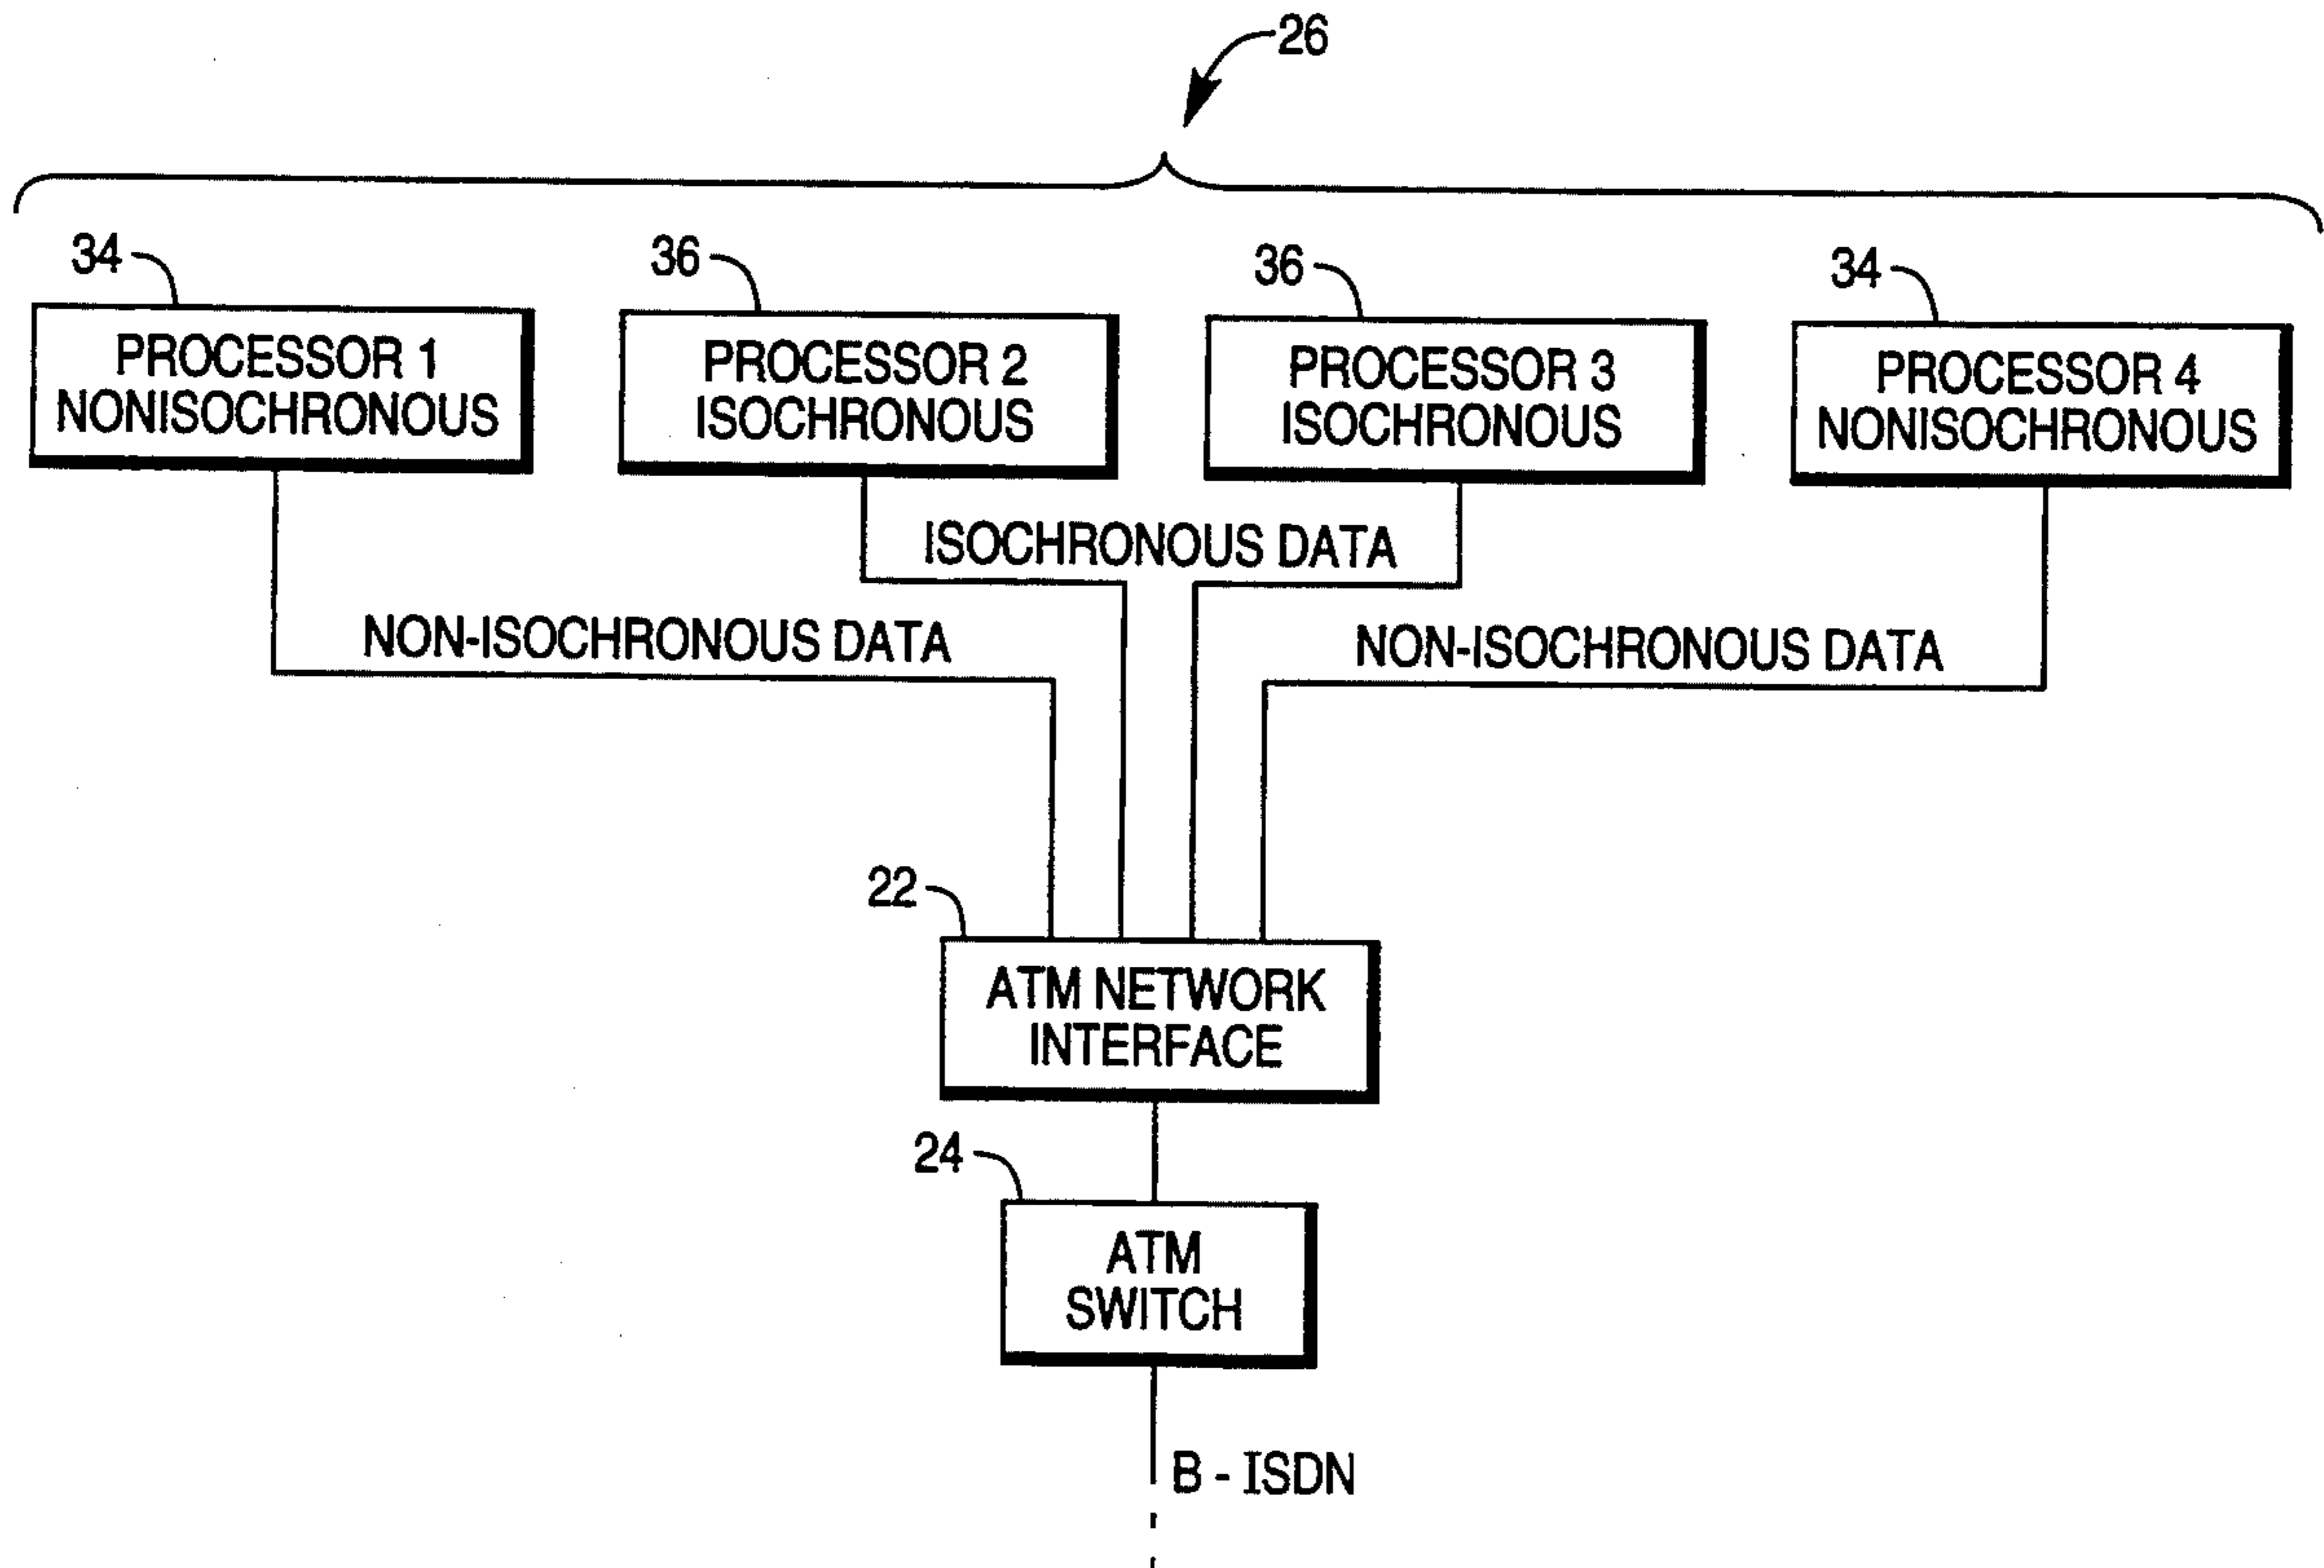 26
34
36
36
34
PROCESSOR 1
NONISOCHRONOUS
PROCESSOR 2
ISOCHRONOUS
PROCESSOR 3
ISOCHRONOUS
PROCESSOR 4
NONISOCHRONOUS
ISOCHRONOUS DATA
NON-ISOCHRONOUS DATA
NON-ISOCHRONOUS DATA
22
ATM NETWORK
INTERFACE
24
ATM
SWITCH
B - ISDN